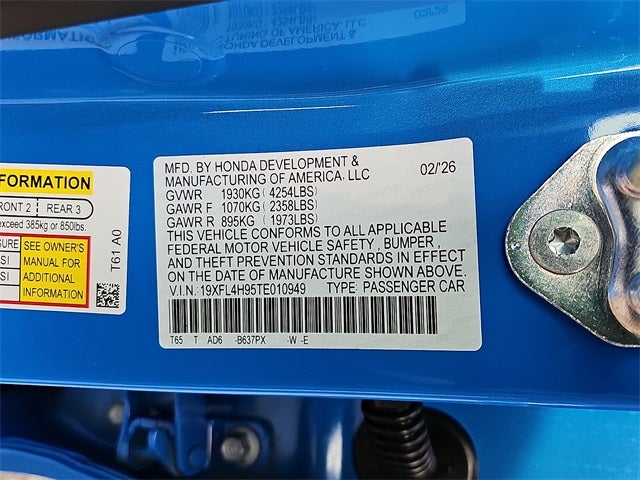 MFD. BY HONDA DEVELOPMENT &
MANUFACTURING OF AMERICA, LLC 02/'26
GVWR 1930KG ( 4254LBS)
GAWR F 1070KG ( 2358LBS)
GAWR R 895KG ( 1973LBS)
THIS VEHICLE CONFORMS TO ALL APPLICABLE
FEDERAL MOTOR VEHICLE SAFETY , BUMPER ,
AND THEFT PREVENTION STANDARDS IN EFFECT
ON THE DATE OF MANUFACTURE SHOWN ABOVE.
V.I.N: 19XFL4H95TE010949 TYPE: PASSENGER CAR
T65 T AD6 -B637PX -W -E
FORMATION
FRONT 2 REAR 3
exceed 385kg or 850lbs.
SURE SEE OWNER'S
SI MANUAL FOR
SI ADDITIONAL
INFORMATION
T61 A0